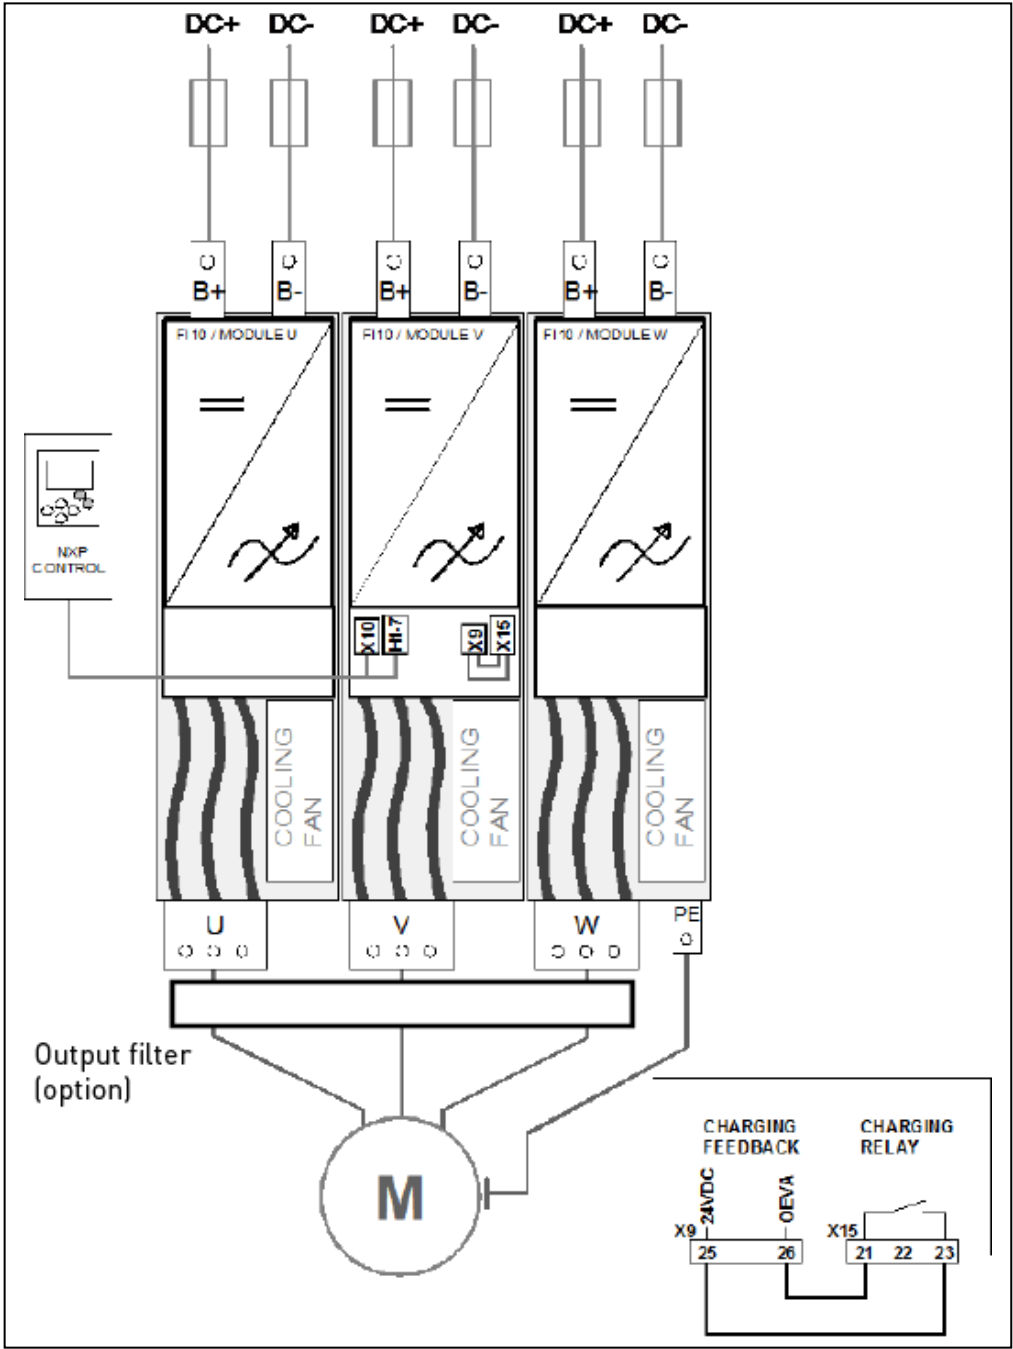 DC+ DC- DC+ DC- DC+ DC-
B+ B- B+ B- B+ B-
FI10 / MODULE U
FI10 / MODULE V
FI10 / MODULE W
NXP
CONTROL
X10
HI-7
X9
X15
COOLING
FAN
COOLING
FAN
COOLING
FAN
U
V
W
PE
Output filter
(option)
M
CHARGING
FEEDBACK
CHARGING
RELAY
24VDC
OEVA
X9
X15
25 26
21 22 23